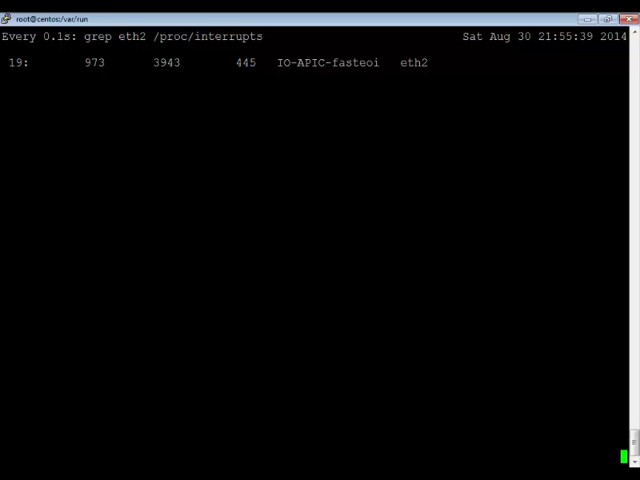 root@centos:/var/run
Every 0.1s: grep eth2 /proc/interrupts Sat Aug 30 21:55:39 2014
19: 973 3943 445 IO-APIC-fasteoi eth2